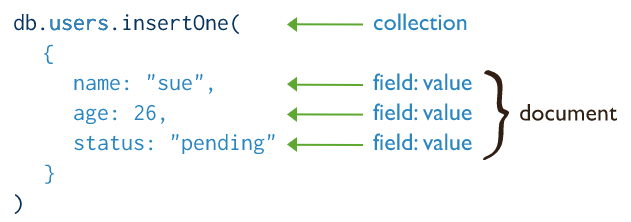 db.users.insertOne( collection
{
name: "sue", field: value
age: 26, field: value document
status: "pending" field: value
}
)